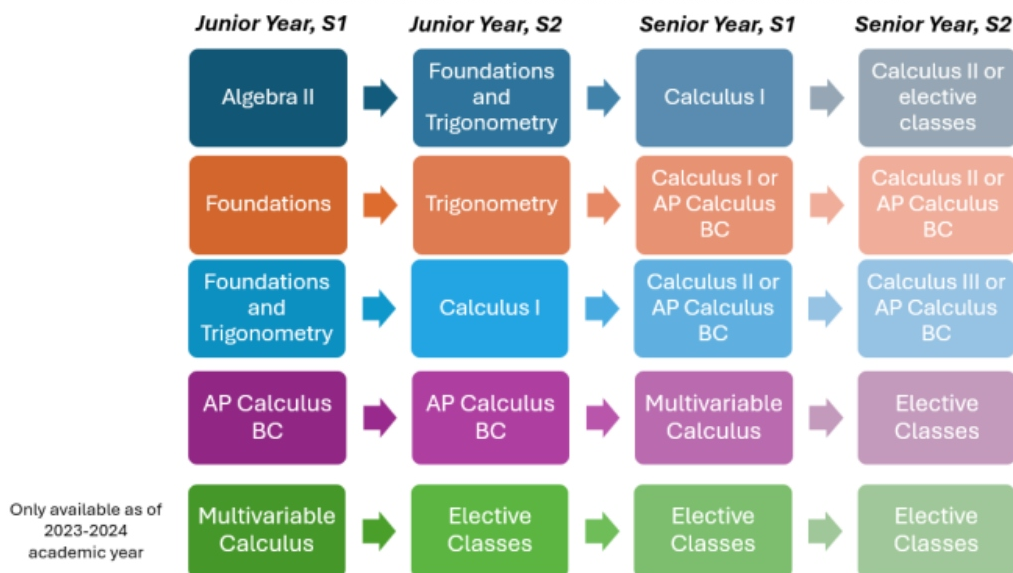 Junior Year, S1
Junior Year, S2
Senior Year, S1
Senior Year, S2
Algebra II
Foundations
and
Trigonometry
Calculus I
Calculus II or
elective
classes
Foundations
Trigonometry
Calculus I or
AP Calculus
BC
Calculus II or
AP Calculus
BC
Foundations
and
Trigonometry
Calculus I
Calculus II or
AP Calculus
BC
Calculus III or
AP Calculus
BC
AP Calculus
BC
AP Calculus
BC
Multivariable
Calculus
Elective
Classes
Only available as of
2023-2024
academic year
Multivariable
Calculus
Elective
Classes
Elective
Classes
Elective
Classes